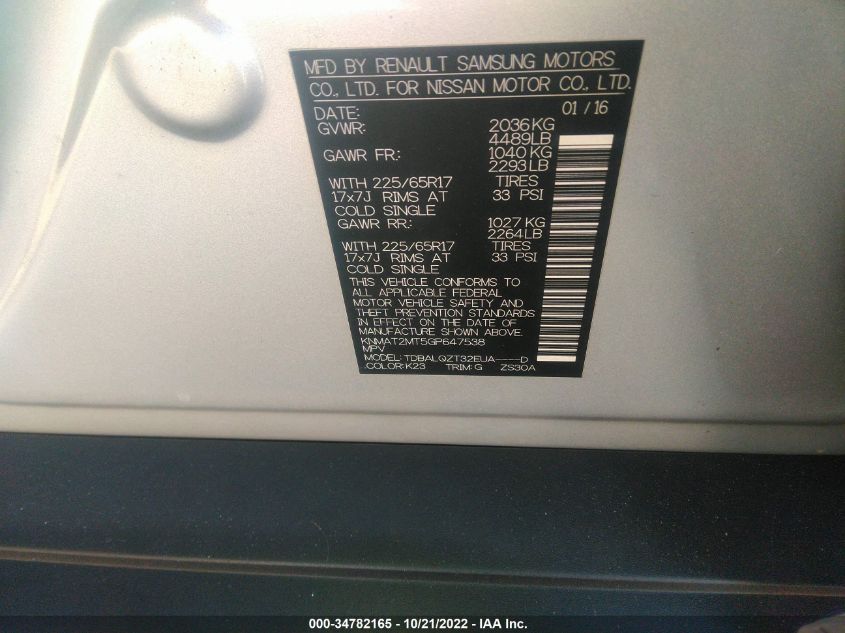 MFD BY RENAULT SAMSUNG MOTORS
CO., LTD. FOR NISSAN MOTOR CO., LTD.
DATE: 01 / 16
GVWR: 2036KG
4489LB
GAWR FR.: 1040KG
2293LB
WITH 225/65R17 TIRES
17x7J RIMS AT 33 PSI
COLD SINGLE
GAWR RR.: 1027KG
2264LB
WITH 225/65R17 TIRES
17x7J RIMS AT 33 PSI
COLD SINGLE
THIS VEHICLE CONFORMS TO
ALL APPLICABLE FEDERAL
MOTOR VEHICLE SAFETY AND
THEFT PREVENTION STANDARDS
IN EFFECT ON THE DATE OF
MANUFACTURE SHOWN ABOVE.
KNMAT2MT5GP647538
MPV
MODEL: TDBALQZT32EUA----D
COLOR: K23 TRIM: G ZS30A
000-34782165 - 10/21/2022 - IAA Inc.